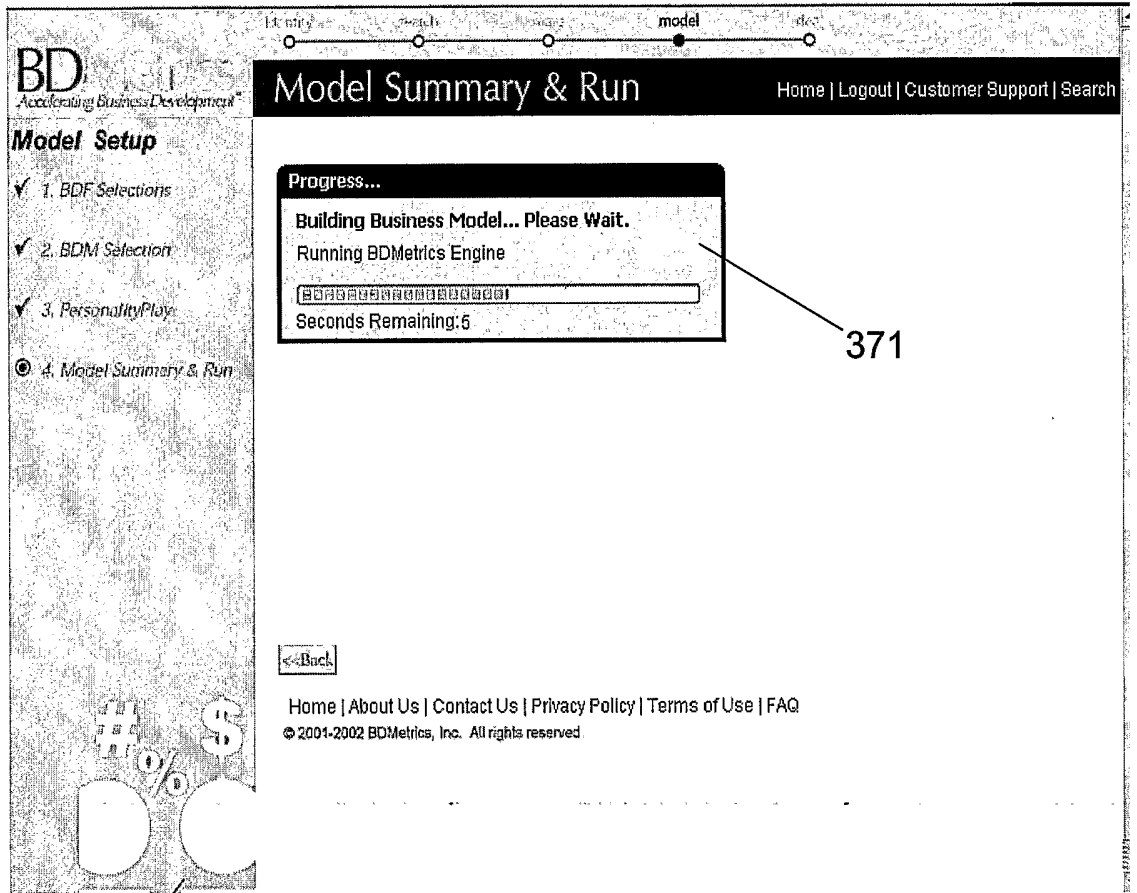 model
BD
Accelerating Business Development
Model Summary & Run
Home | Logout | Customer Support | Search
Model Setup
✓ 1. BDF Selections
✓ 2. BDM Selection
✓ 3. PersonalityPlay
4. Model Summary & Run
Progress...
Building Business Model... Please Wait.
Running BDMetrics Engine
Seconds Remaining:5
371
<<Back
Home | About Us | Contact Us | Privacy Policy | Terms of Use | FAQ
© 2001-2002 BDMetrics, Inc. All rights reserved.
# $
%